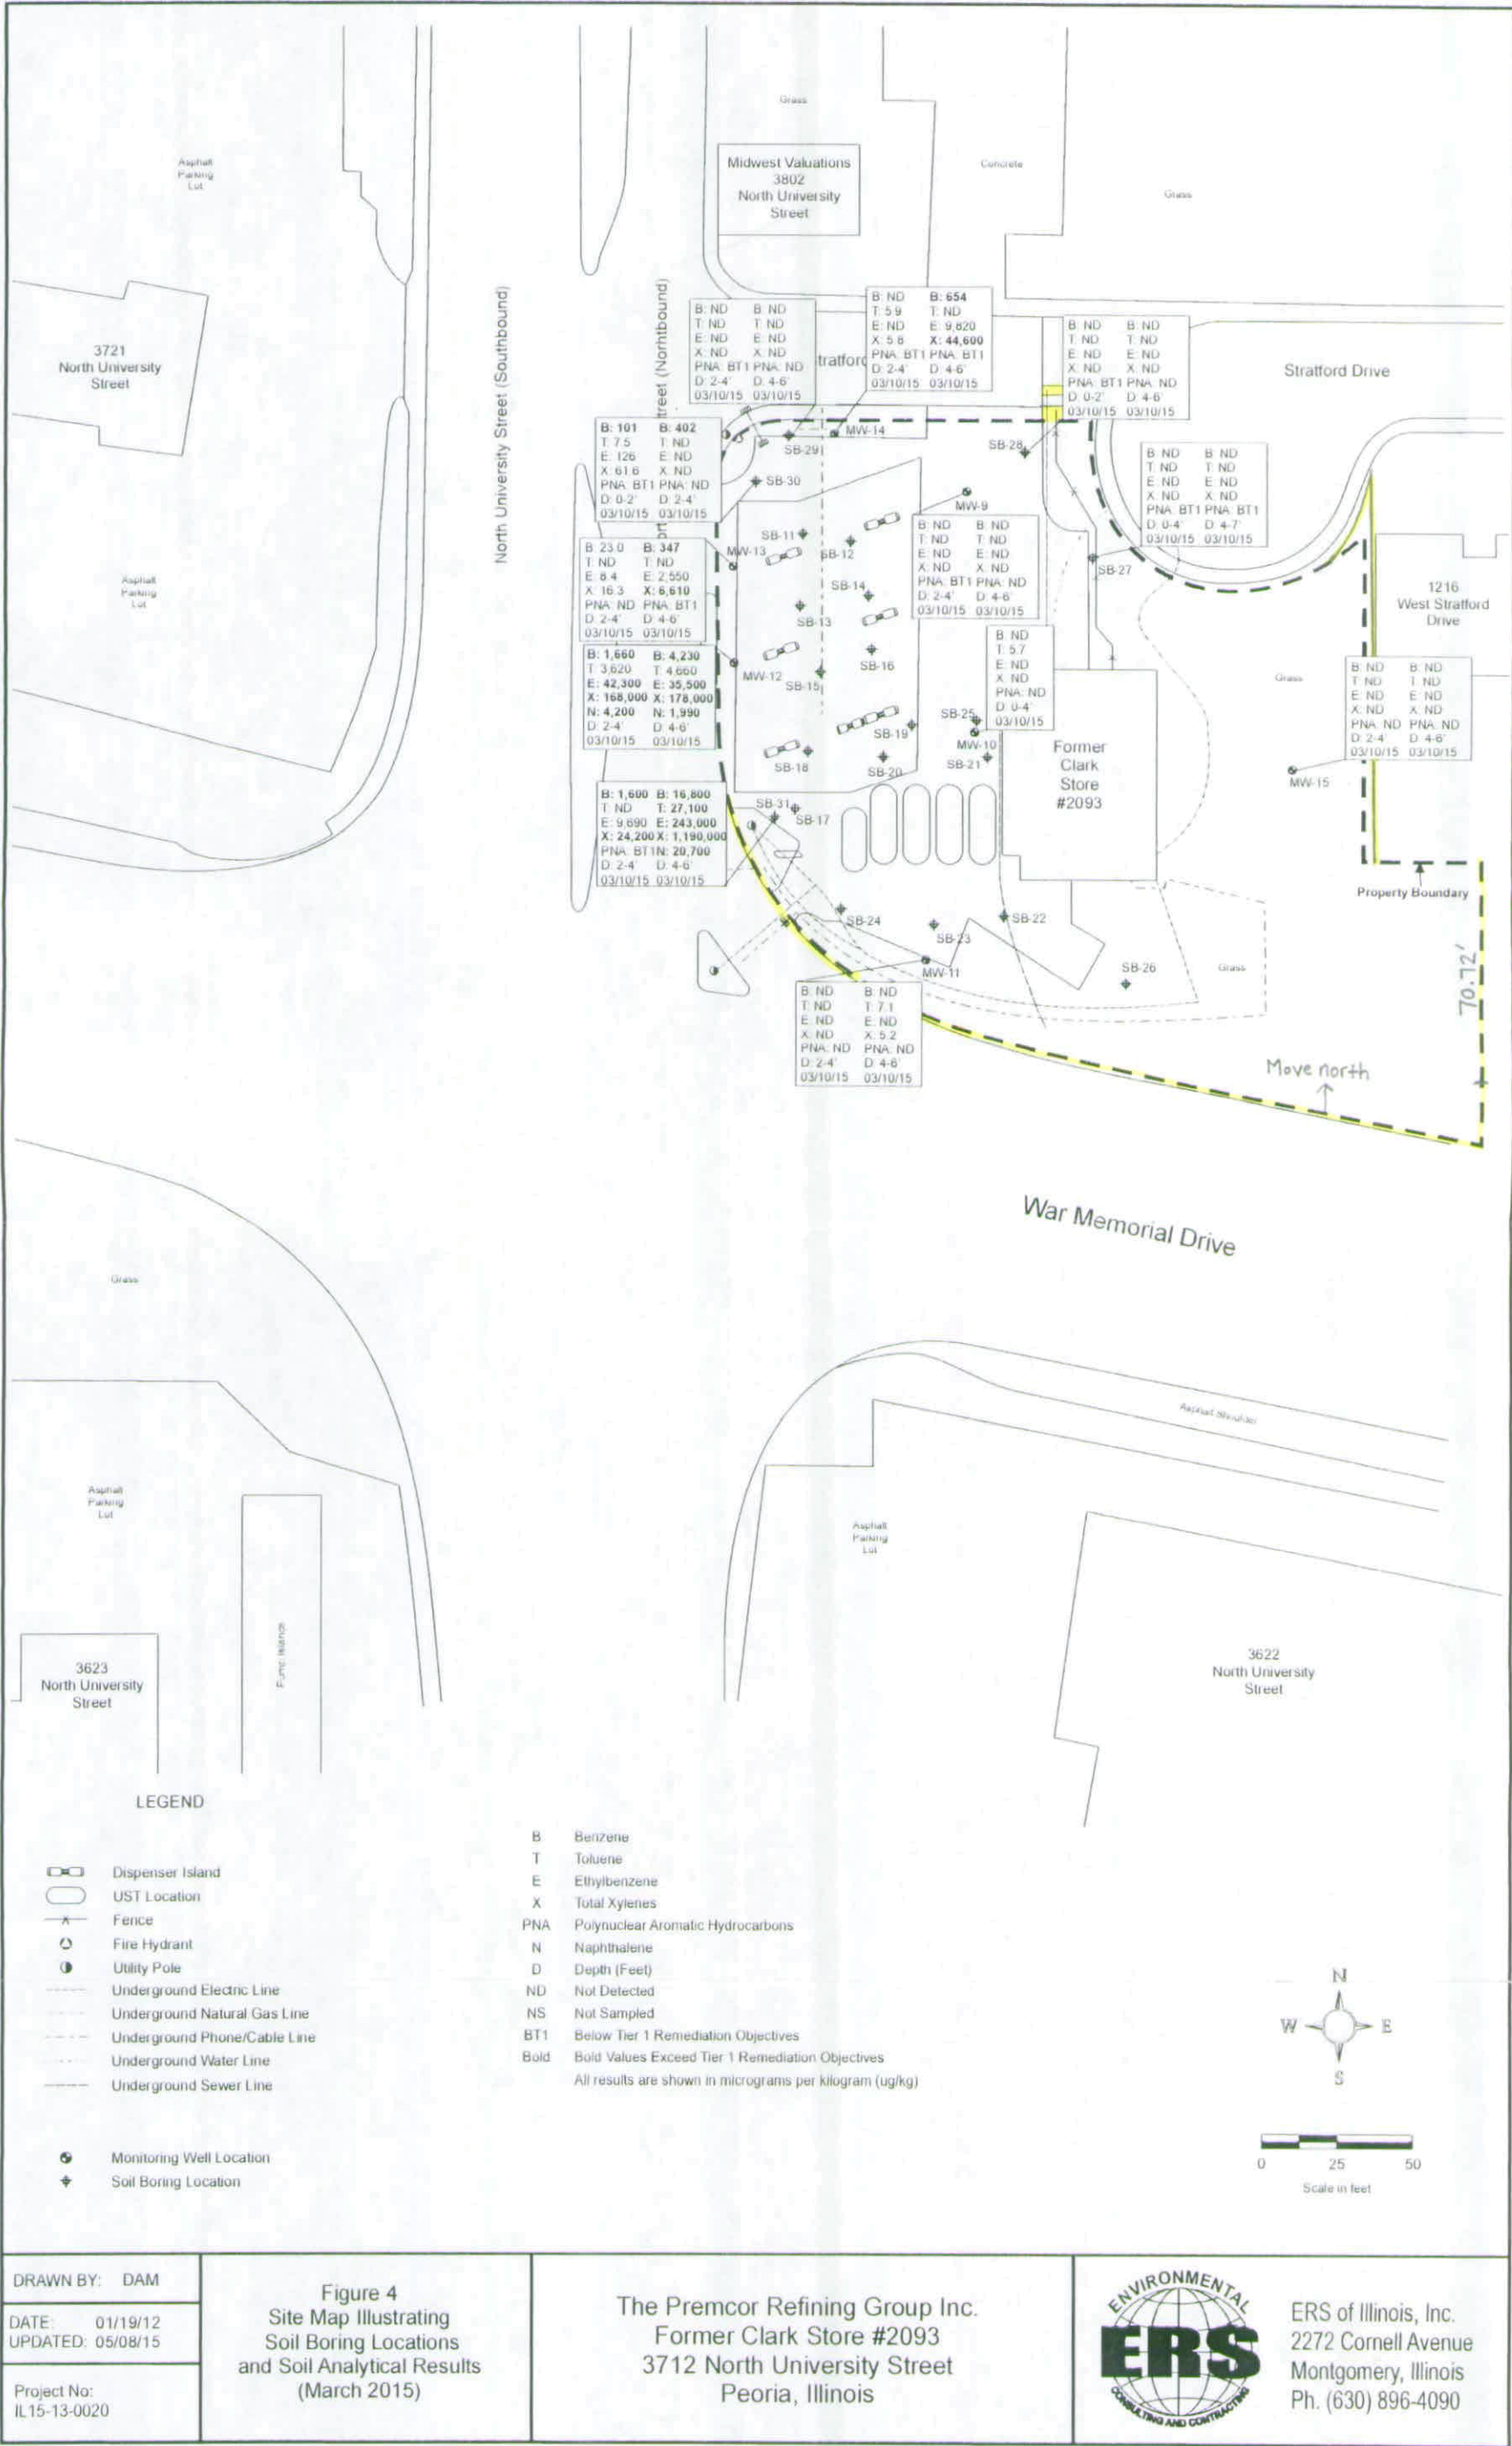 Grass
Asphalt
Parking
Lot
Midwest Valuations
3802
North University
Street
Concrete
Grass
3721
North University
Street
North University Street (Southbound)
treet (Norhtbound)
ort
B: ND B: ND
T: ND T: ND
E: ND E: ND
X: ND X: ND
PNA: BT1 PNA: ND
D: 2-4' D: 4-6'
03/10/15 03/10/15
tratford
B: ND B: 654
T: 5.9 T: ND
E: ND E: 9,820
X: 5.8 X: 44,600
PNA: BT1 PNA: BT1
D: 2-4' D: 4-6'
03/10/15 03/10/15
B: ND B: ND
T: ND T: ND
E: ND E: ND
X: ND X: ND
PNA: BT1 PNA: ND
D: 0-2' D: 4-6'
03/10/15 03/10/15
Stratford Drive
B: 101 B: 402
T: 7.5 T: ND
E: 126 E: ND
X: 61.6 X: ND
PNA: BT1 PNA: ND
D: 0-2' D: 2-4'
03/10/15 03/10/15
SB-29
MW-14
SB-28
SB-30
MW-9
B: ND B: ND
T: ND T: ND
E: ND E: ND
X: ND X: ND
PNA: BT1 PNA: BT1
D: 0-4' D: 4-7'
03/10/15 03/10/15
SB-27
B: 23.0 B: 347
T: ND T: ND
E: 8.4 E: 2,550
X: 16.3 X: 6,610
PNA: ND PNA: BT1
D: 2-4' D: 4-6'
03/10/15 03/10/15
MW-13
SB-11
SB-12
SB-14
SB-13
B: ND B: ND
T: ND T: ND
E: ND E: ND
X: ND X: ND
PNA: BT1 PNA: ND
D: 2-4' D: 4-6'
03/10/15 03/10/15
Asphalt
Parking
Lot
1216
West Stratford
Drive
B: 1,660 B: 4,230
T: 3,620 T: 4,660
E: 42,300 E: 35,500
X: 168,000 X: 178,000
N: 4,200 N: 1,990
D: 2-4' D: 4-6'
03/10/15 03/10/15
MW-12
SB-15
SB-16
B: ND
T: 5.7
E: ND
X: ND
PNA: ND
D: 0-4'
03/10/15
Grass
B: ND B: ND
T: ND T: ND
E: ND E: ND
X: ND X: ND
PNA: ND PNA: ND
D: 2-4' D: 4-6'
03/10/15 03/10/15
SB-25
SB-19
MW-10
SB-18
SB-20
SB-21
Former
Clark
Store
#2093
MW-15
B: 1,600 B: 16,800
T: ND T: 27,100
E: 9,690 E: 243,000
X: 24,200 X: 1,190,000
PNA: BT1 N: 20,700
D: 2-4' D: 4-6'
03/10/15 03/10/15
SB-31
SB-17
Property Boundary
SB-24
SB-23
SB-22
MW-11
SB-26
Grass
B: ND B: ND
T: ND T: 7.1
E: ND E: ND
X: ND X: 5.2
PNA: ND PNA: ND
D: 2-4' D: 4-6'
03/10/15 03/10/15
70.72'
Move north
War Memorial Drive
Grass
Asphalt Shoulder
Asphalt
Parking
Lot
Asphalt
Parking
Lot
3623
North University
Street
Pump Islands
3622
North University
Street
LEGEND
Dispenser Island
UST Location
Fence
Fire Hydrant
Utility Pole
Underground Electric Line
Underground Natural Gas Line
Underground Phone/Cable Line
Underground Water Line
Underground Sewer Line
Monitoring Well Location
Soil Boring Location
B Benzene
T Toluene
E Ethylbenzene
X Total Xylenes
PNA Polynuclear Aromatic Hydrocarbons
N Naphthalene
D Depth (Feet)
ND Not Detected
NS Not Sampled
BT1 Below Tier 1 Remediation Objectives
Bold Bold Values Exceed Tier 1 Remediation Objectives
All results are shown in micrograms per kilogram (ug/kg)
N
W E
S
0 25 50
Scale in feet
DRAWN BY: DAM
DATE: 01/19/12
UPDATED: 05/08/15
Project No:
IL15-13-0020
Figure 4
Site Map Illustrating
Soil Boring Locations
and Soil Analytical Results
(March 2015)
The Premcor Refining Group Inc.
Former Clark Store #2093
3712 North University Street
Peoria, Illinois
ENVIRONMENTAL
ERS
CONSULTING AND CONTRACTING
ERS of Illinois, Inc.
2272 Cornell Avenue
Montgomery, Illinois
Ph. (630) 896-4090